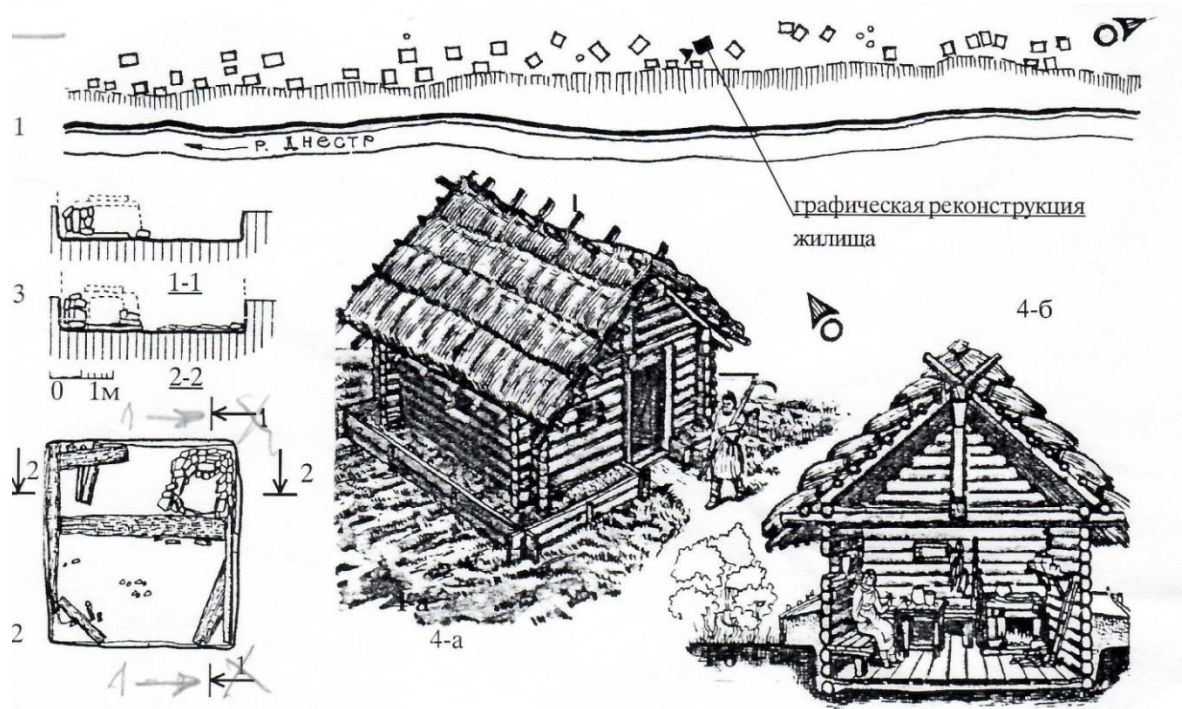 1
р. Днестр
графическая реконструкция
жилища
3
1-1
4-б
0 1м
2-2
1
1
2
2
2
1
1
4-а